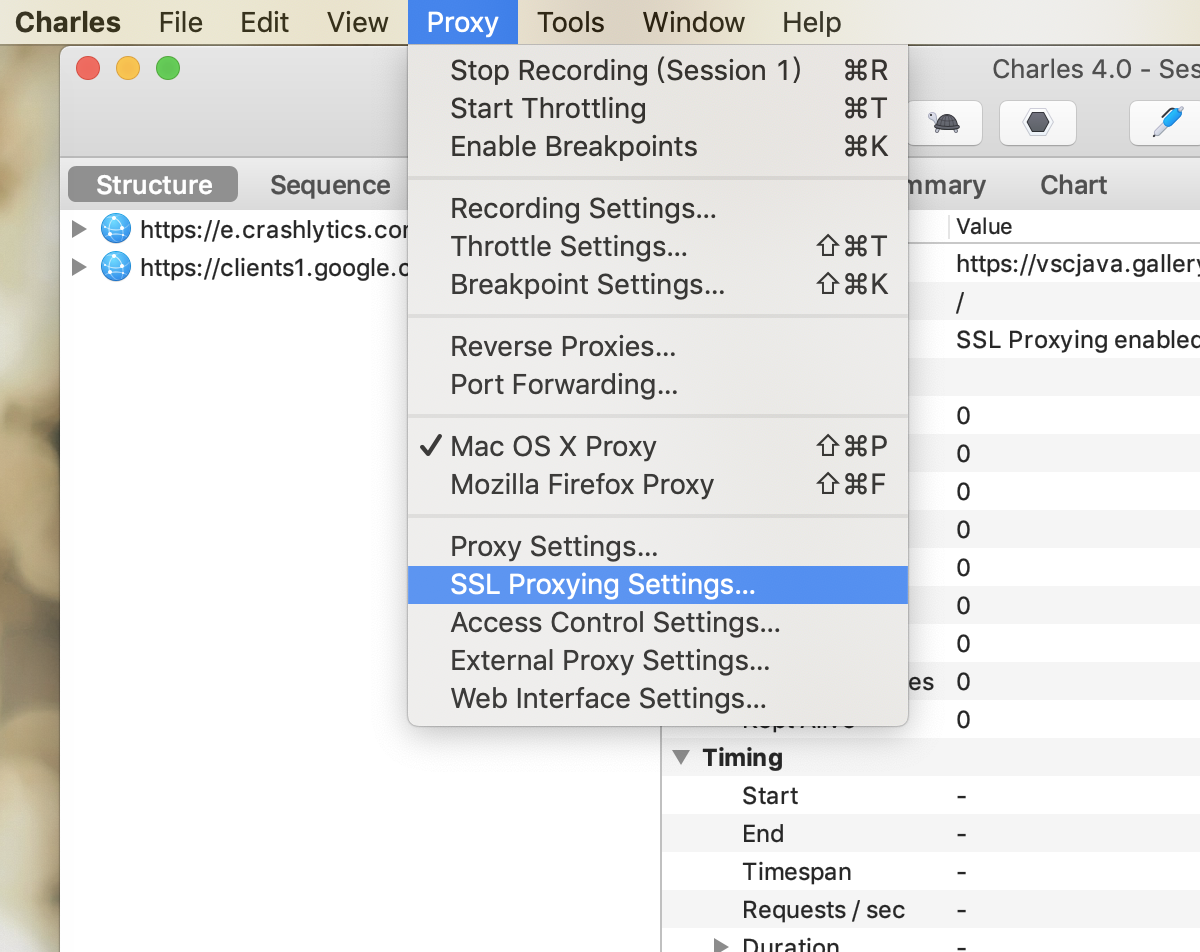 Charles File Edit View Proxy Tools Window Help
Charles 4.0 - Ses
Stop Recording (Session 1) ⌘R
Start Throttling ⌘T
Enable Breakpoints ⌘K
Recording Settings...
Throttle Settings... ⇧⌘T
Breakpoint Settings... ⇧⌘K
Reverse Proxies...
Port Forwarding...
✓ Mac OS X Proxy ⇧⌘P
Mozilla Firefox Proxy ⇧⌘F
Proxy Settings...
SSL Proxying Settings...
Access Control Settings...
External Proxy Settings...
Web Interface Settings...
Structure Sequence
https://e.crashlytics.co
https://clients1.google.c
mmary Chart
Value
https://vscjava.gallery
/
SSL Proxying enabled
0
0
0
0
0
0
0
es 0
Kept Alive 0
Timing
Start -
End -
Timespan -
Requests / sec -
Duration -